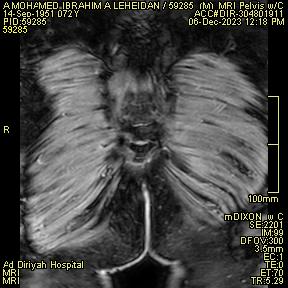 A MOHAMED IBRAHIM A LEHEIDAN / 59285 (M) MRI Pelvis w/C
14-Sep-1951 072Y
ACC#DIR-304801911
PID:59285
06-Dec-2023 12:18 PM
59285
R
100mm
mDIXON_w C
SE:2201
IM:99
DFOV:300
3.5mm
EC:1
TE:0
ET:70
TR:5.29
Ad Diriyah Hospital
MRI
MRI